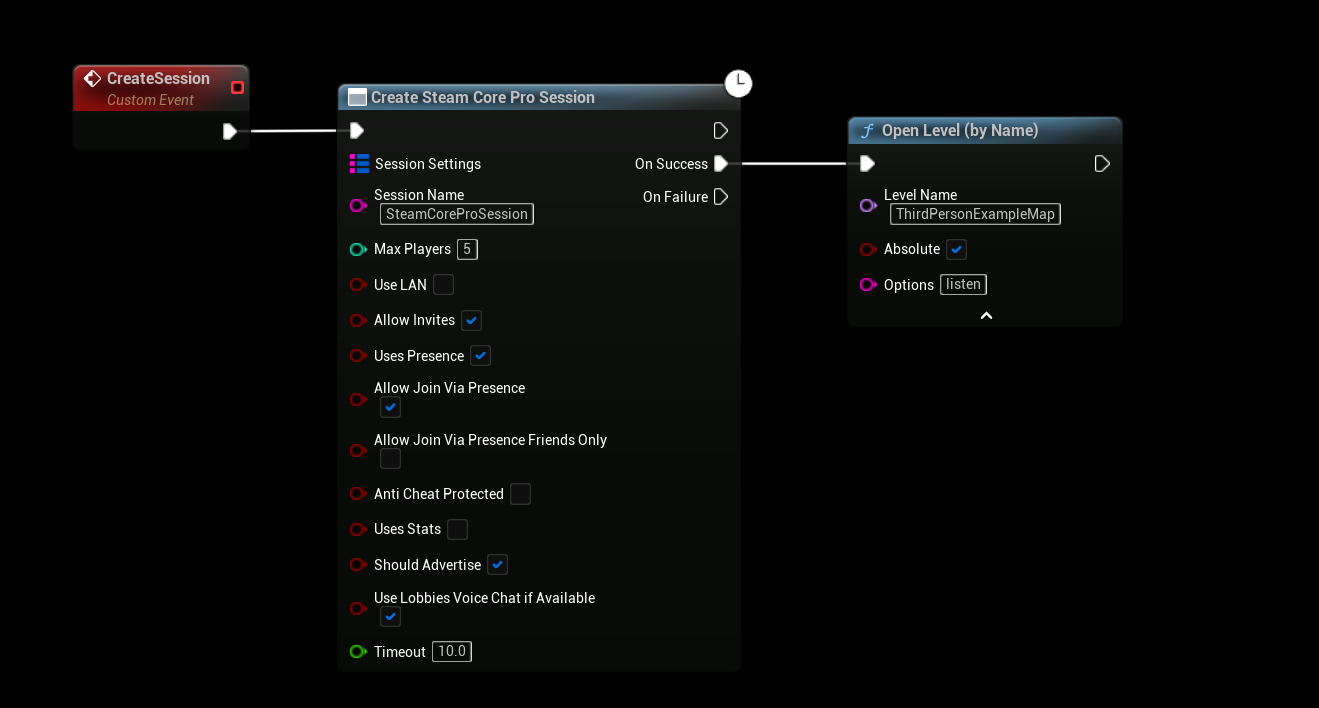 CreateSession
Custom Event
Create Steam Core Pro Session
Session Settings
On Success
Session Name
SteamCoreProSession
On Failure
Max Players 5
Use LAN
Allow Invites
Uses Presence
Allow Join Via Presence
Allow Join Via Presence Friends Only
Anti Cheat Protected
Uses Stats
Should Advertise
Use Lobbies Voice Chat if Available
Timeout 10.0
f Open Level (by Name)
Level Name
ThirdPersonExampleMap
Absolute
Options listen